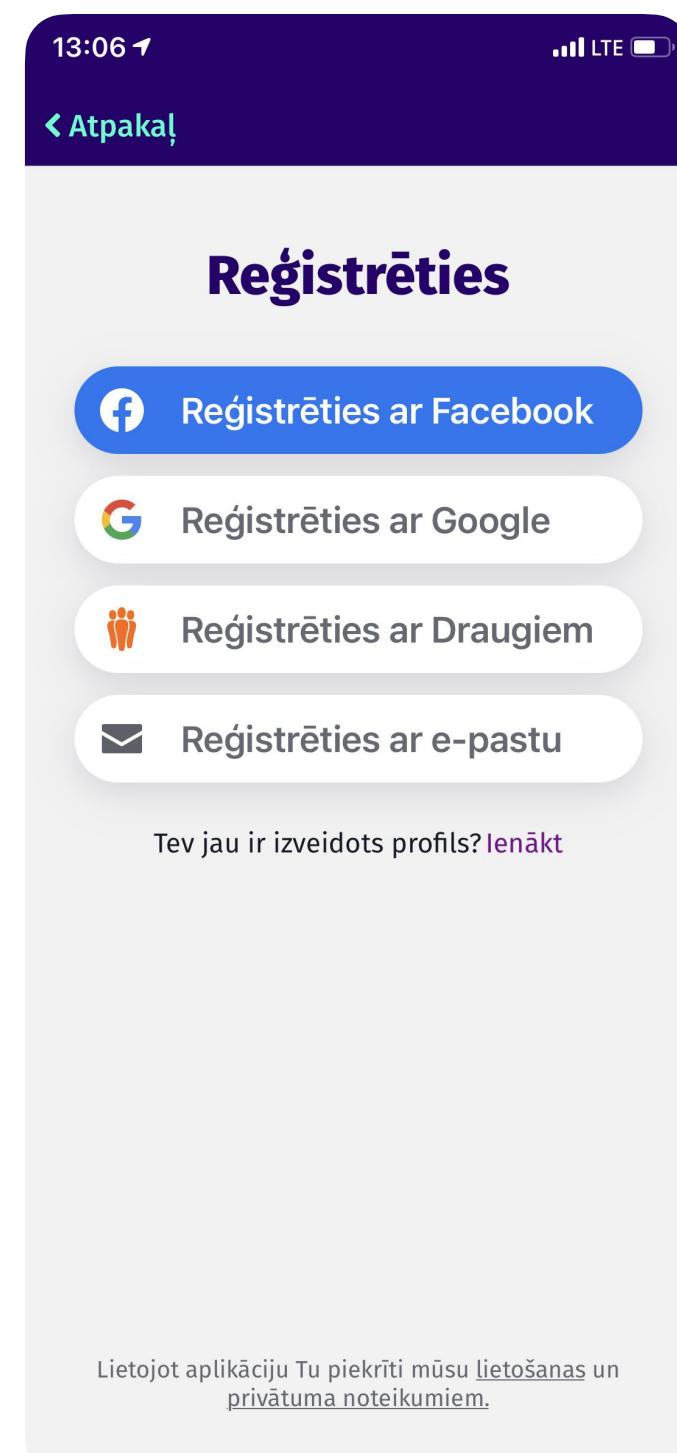 13:06
LTE
Atpakaļ
Reģistrēties
Reģistrēties ar Facebook
Reģistrēties ar Google
Reģistrēties ar Draugiem
Reģistrēties ar e-pastu
Tev jau ir izveidots profils? Ienākt
Lietojot aplikāciju Tu piekrīti mūsu lietošanas un
privātuma noteikumiem.